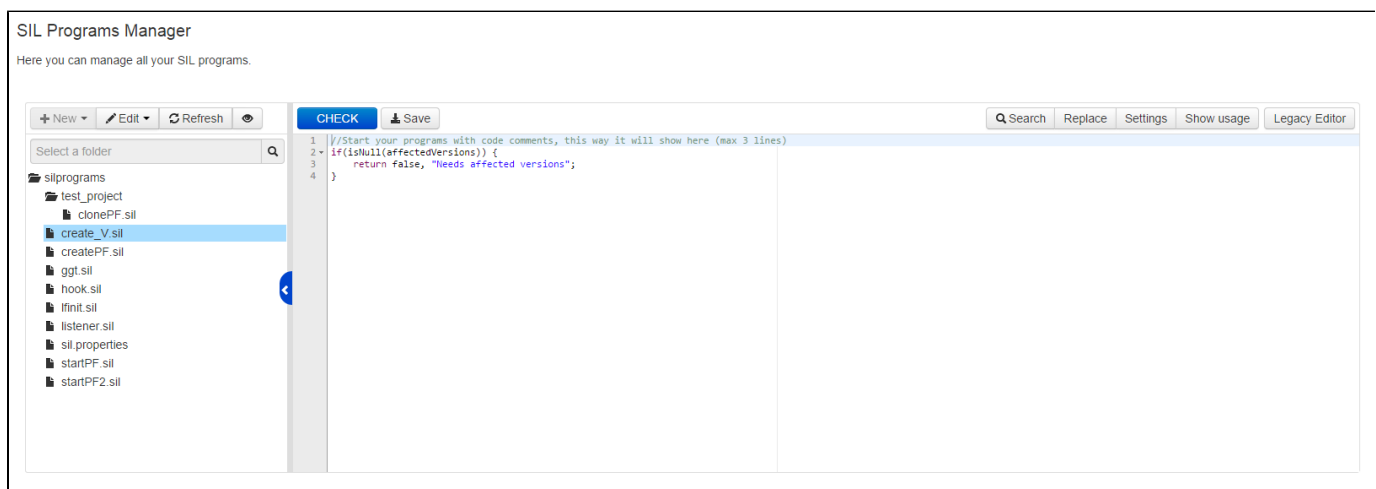 SIL Programs Manager
Here you can manage all your SIL programs.
New Edit Refresh CHECK Save Search Replace Settings Show usage Legacy Editor
Select a folder
silprograms
test_project
clonePF.sil
create_V.sil
createPF.sil
ggt.sil
hook.sil
lfinit.sil
listener.sil
sil.properties
startPF.sil
startPF2.sil
1 //Start your programs with code comments, this way it will show here (max 3 lines)
2 if(isNull(affectedVersions)) {
3 return false, "Needs affected versions";
4 }